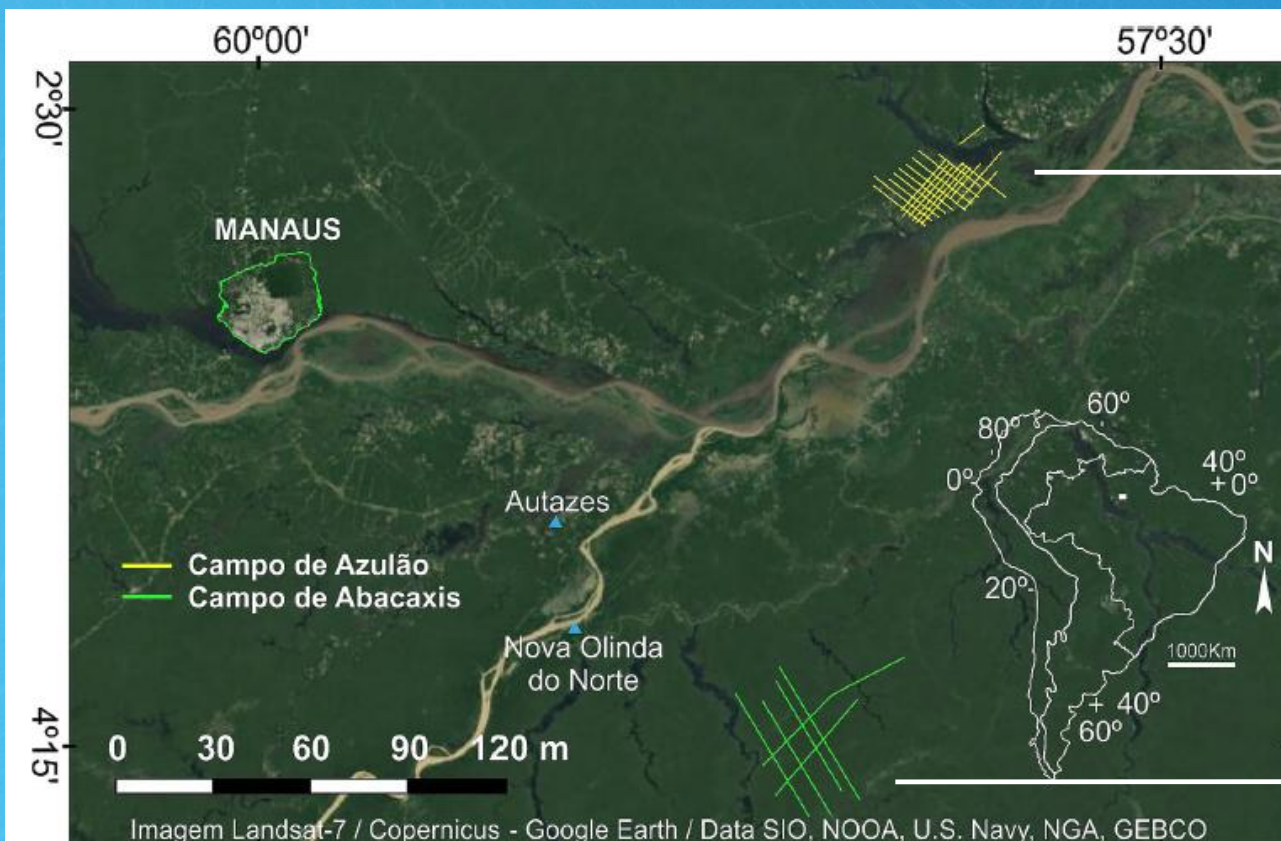 60º00'
57º30'
2º30'
MANAUS
60º
80º
40º
0º
+ 0º
Autazes
Campo de Azulão
Campo de Abacaxis
N
20º
Nova Olinda
do Norte
1000Km
+ 40º
60º
4º15'
0 30 60 90 120 m
Imagem Landsat-7 / Copernicus - Google Earth / Data SIO, NOOA, U.S. Navy, NGA, GEBCO